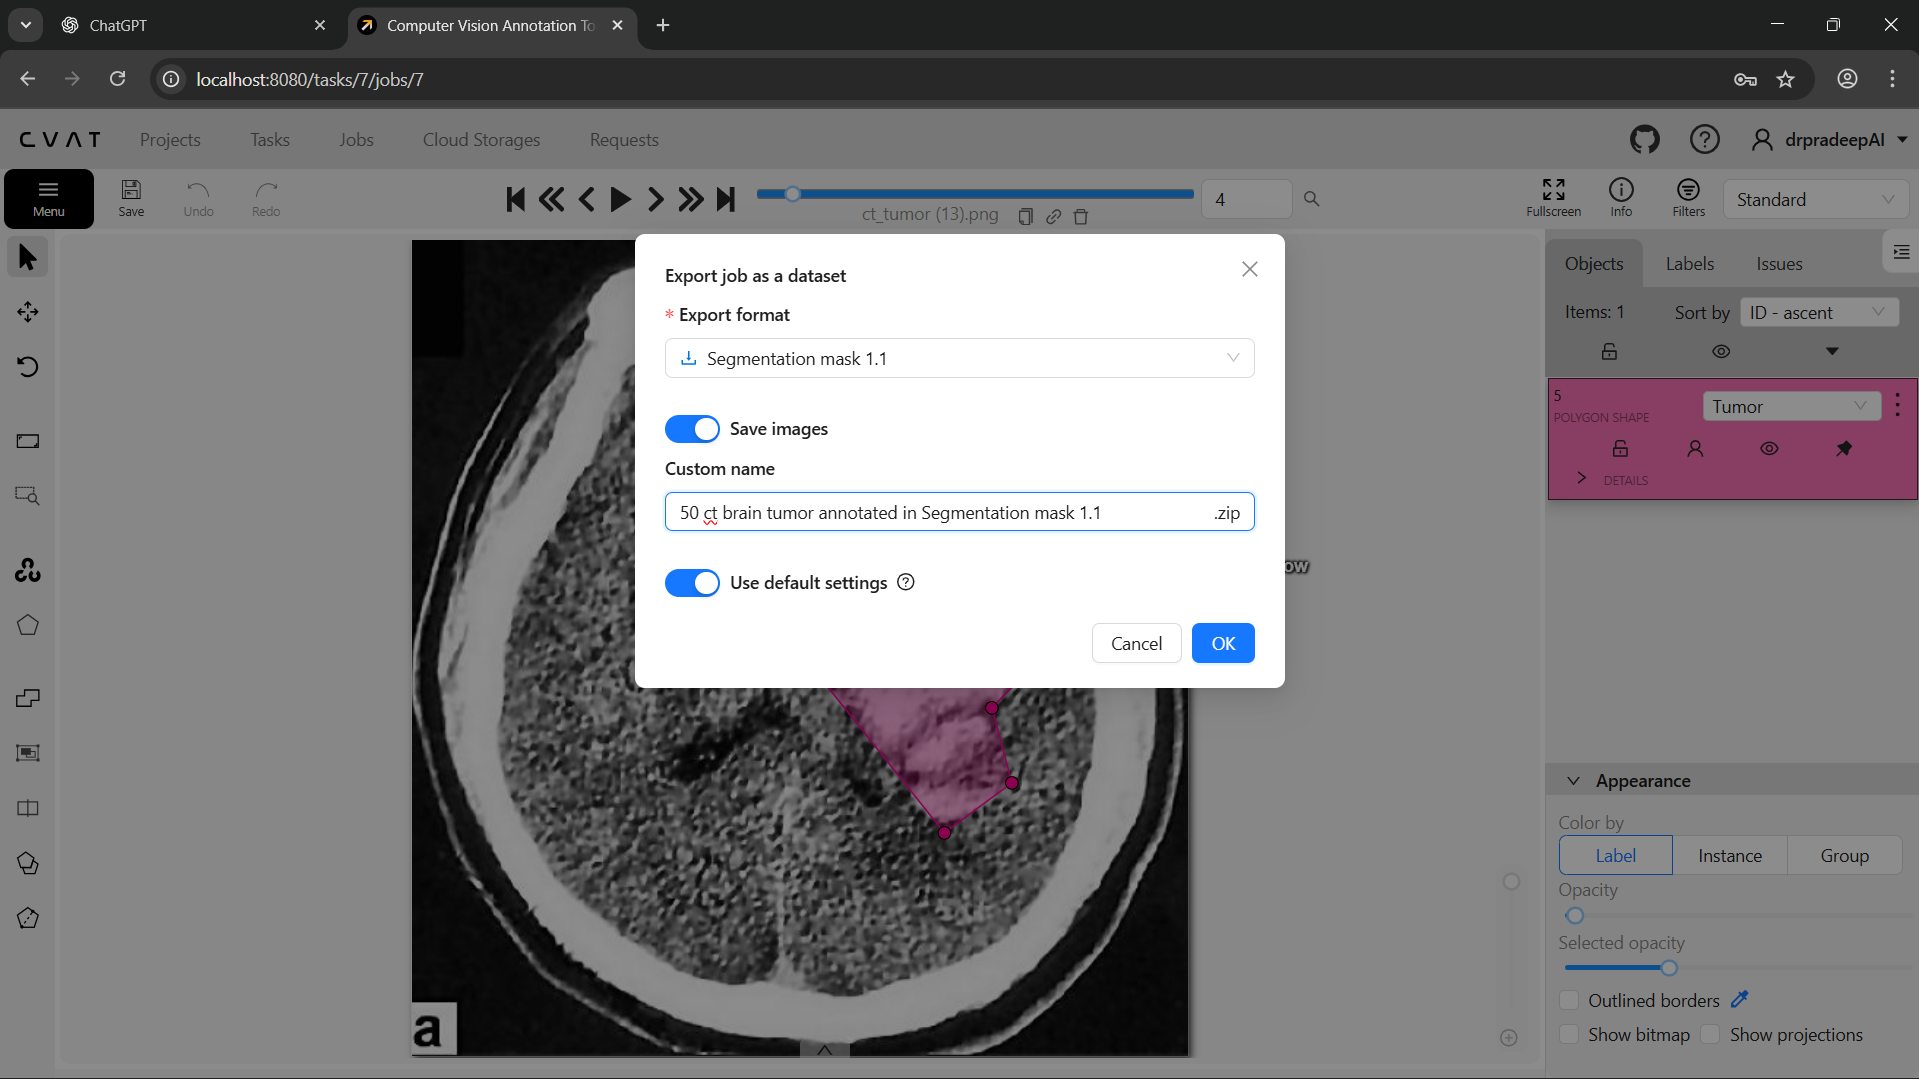 ChatGPT
Computer Vision Annotation To
localhost:8080/tasks/7/jobs/7
CVAT
Projects
Tasks
Jobs
Cloud Storages
Requests
drpradeepAI
Menu
Save
Undo
Redo
4
ct_tumor (13).png
Fullscreen
Info
Filters
Standard
Export job as a dataset
* Export format
Segmentation mask 1.1
Save images
Custom name
50 ct brain tumor annotated in Segmentation mask 1.1
.zip
Use default settings
Cancel
OK
ow
a
Objects
Labels
Issues
Items: 1
Sort by
ID - ascent
5
POLYGON SHAPE
Tumor
DETAILS
Appearance
Color by
Label
Instance
Group
Opacity
Selected opacity
Outlined borders
Show bitmap
Show projections